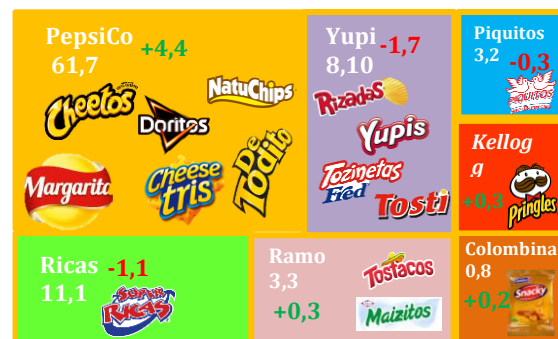 PepsiCo
+4,4
61,7
Cheetos
Doritos
NatuChips
Margarita
Cheese
tris
De
Todito
Yupi
-1,7
8,10
Rizadas
Yupis
Tozinetas
Fred
Tosti
Piquitos
3,2
-0,3
Kellog
g
+0,3
Pringles
Ricas
-1,1
11,1
SUPER
RICAS
Ramo
3,3
+0,3
Tostacos
Maizitos
Colombina
0,8
+0,2
Snacky